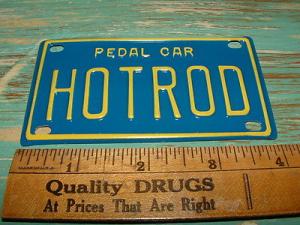 PEDAL CAR
HOTROD
1 2 3 4
Quality DRUGS
At Prices That Are Right